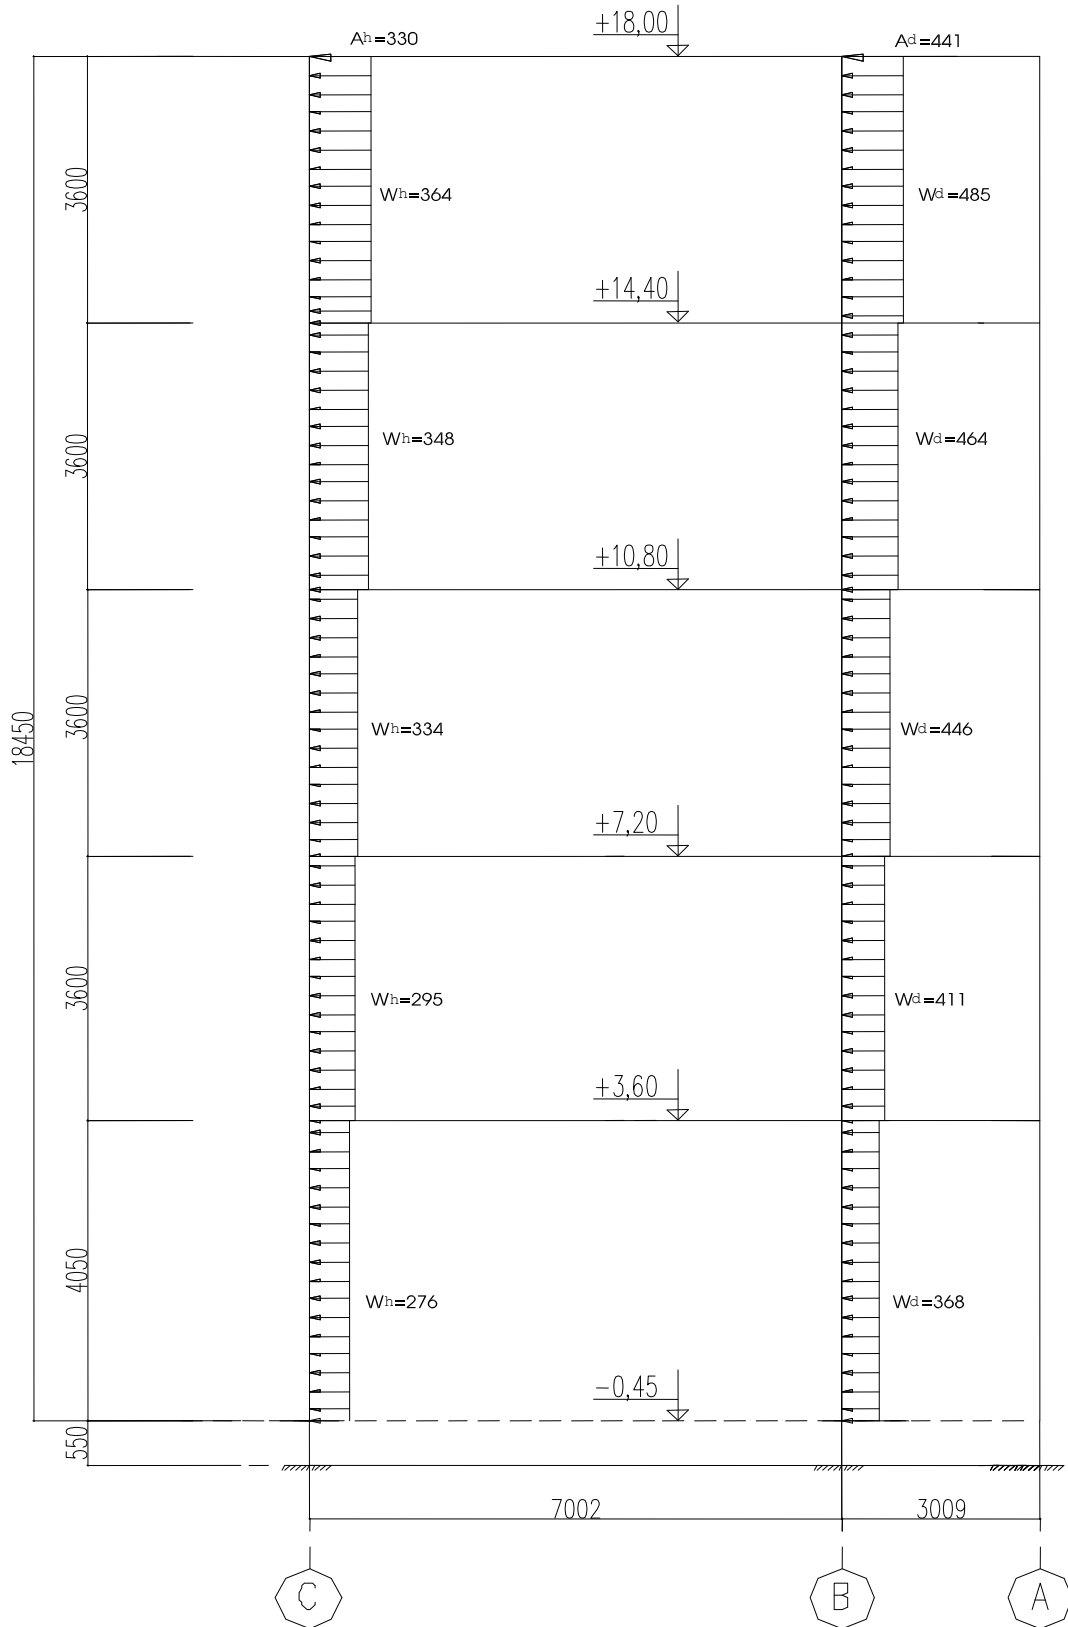 +18,00
Ah=330
Ad=441
3600
Wh=364
Wd=485
+14,40
3600
Wh=348
Wd=464
+10,80
18450
3600
Wh=334
Wd=446
+7,20
3600
Wh=295
Wd=411
+3,60
4050
Wh=276
Wd=368
-0,45
550
7002
3009
C
B
A